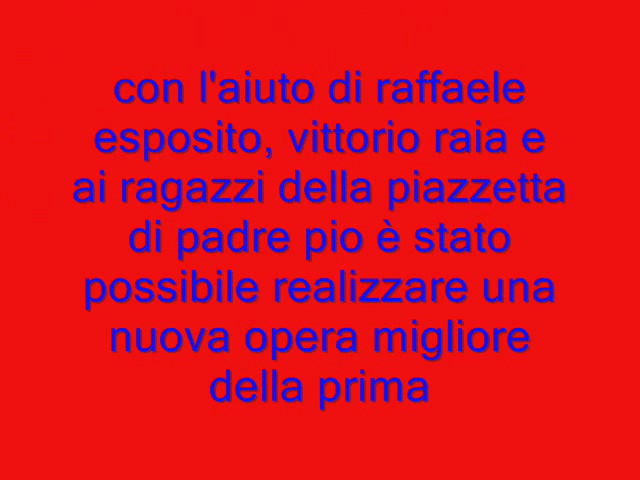 con l'aiuto di raffaele
esposito, vittorio raia e
ai ragazzi della piazzetta
di padre pio è stato
possibile realizzare una
nuova opera migliore
della prima